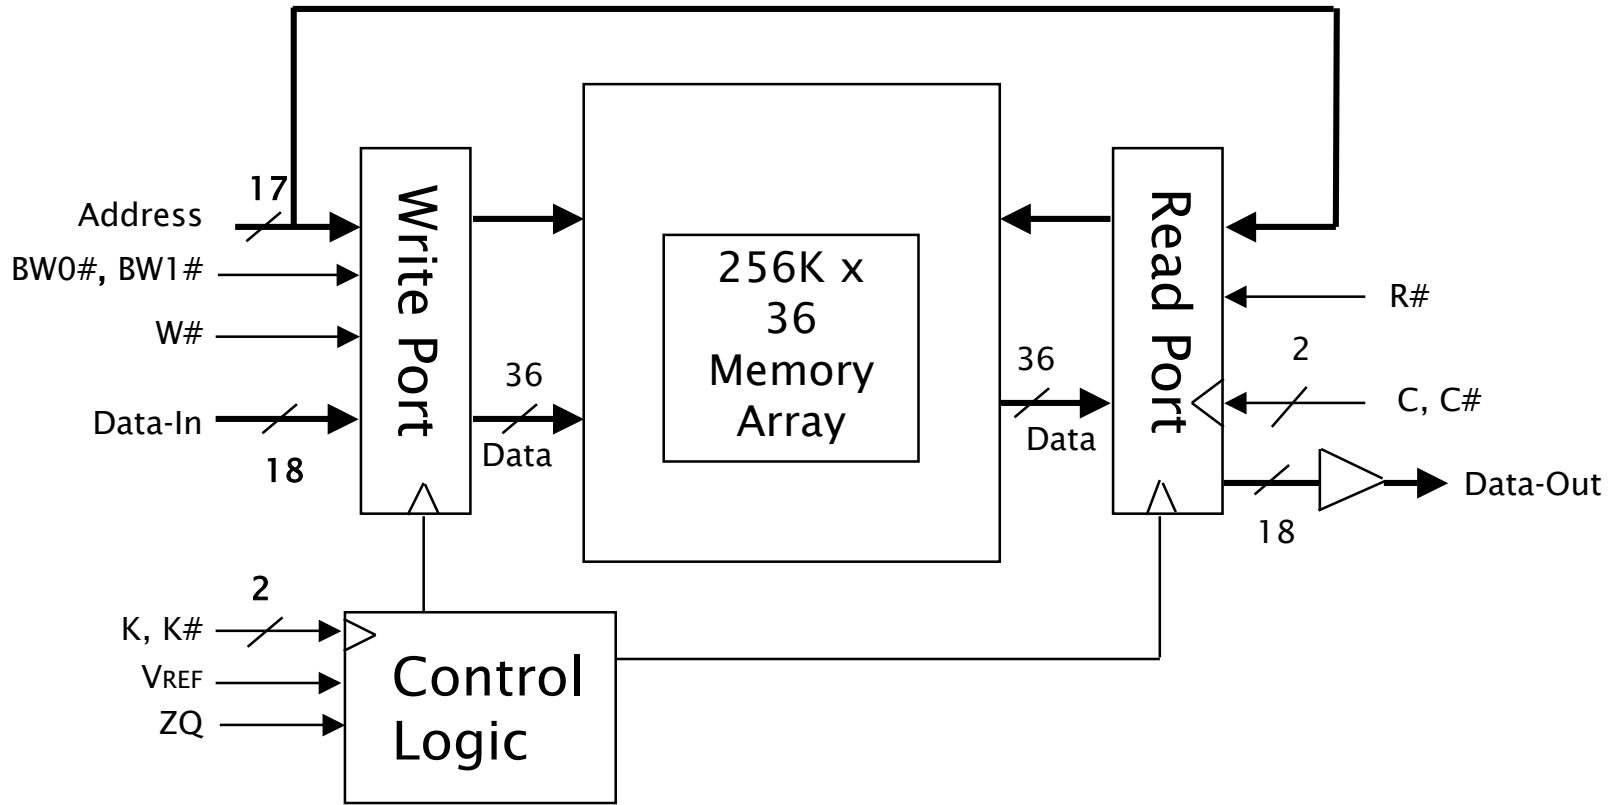 17
Address
BW0#, BW1#
W#
Data-In
18
Write Port
36
Data
256K x
36
Memory
Array
36
Data
Read Port
R#
2
C, C#
Data-Out
18
2
K, K#
VREF
ZQ
Control
Logic